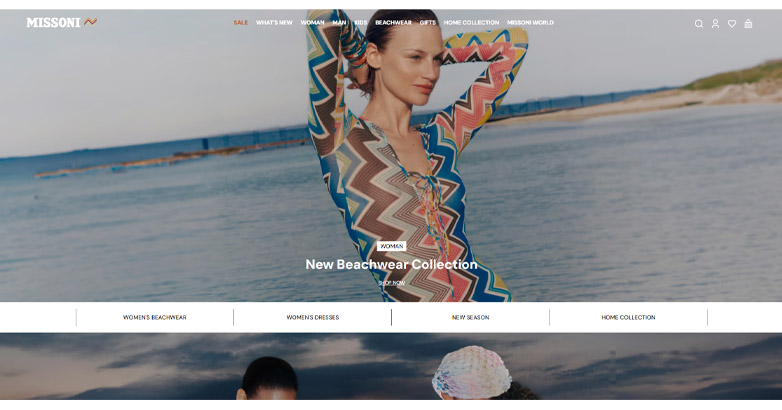 MISSONI
SALE WHAT'S NEW WOMAN MAN KIDS BEACHWEAR GIFTS HOME COLLECTION MISSONI WORLD
WOMAN
New Beachwear Collection
SHOP NOW
WOMEN'S BEACHWEAR
WOMEN'S DRESSES
NEW SEASON
HOME COLLECTION